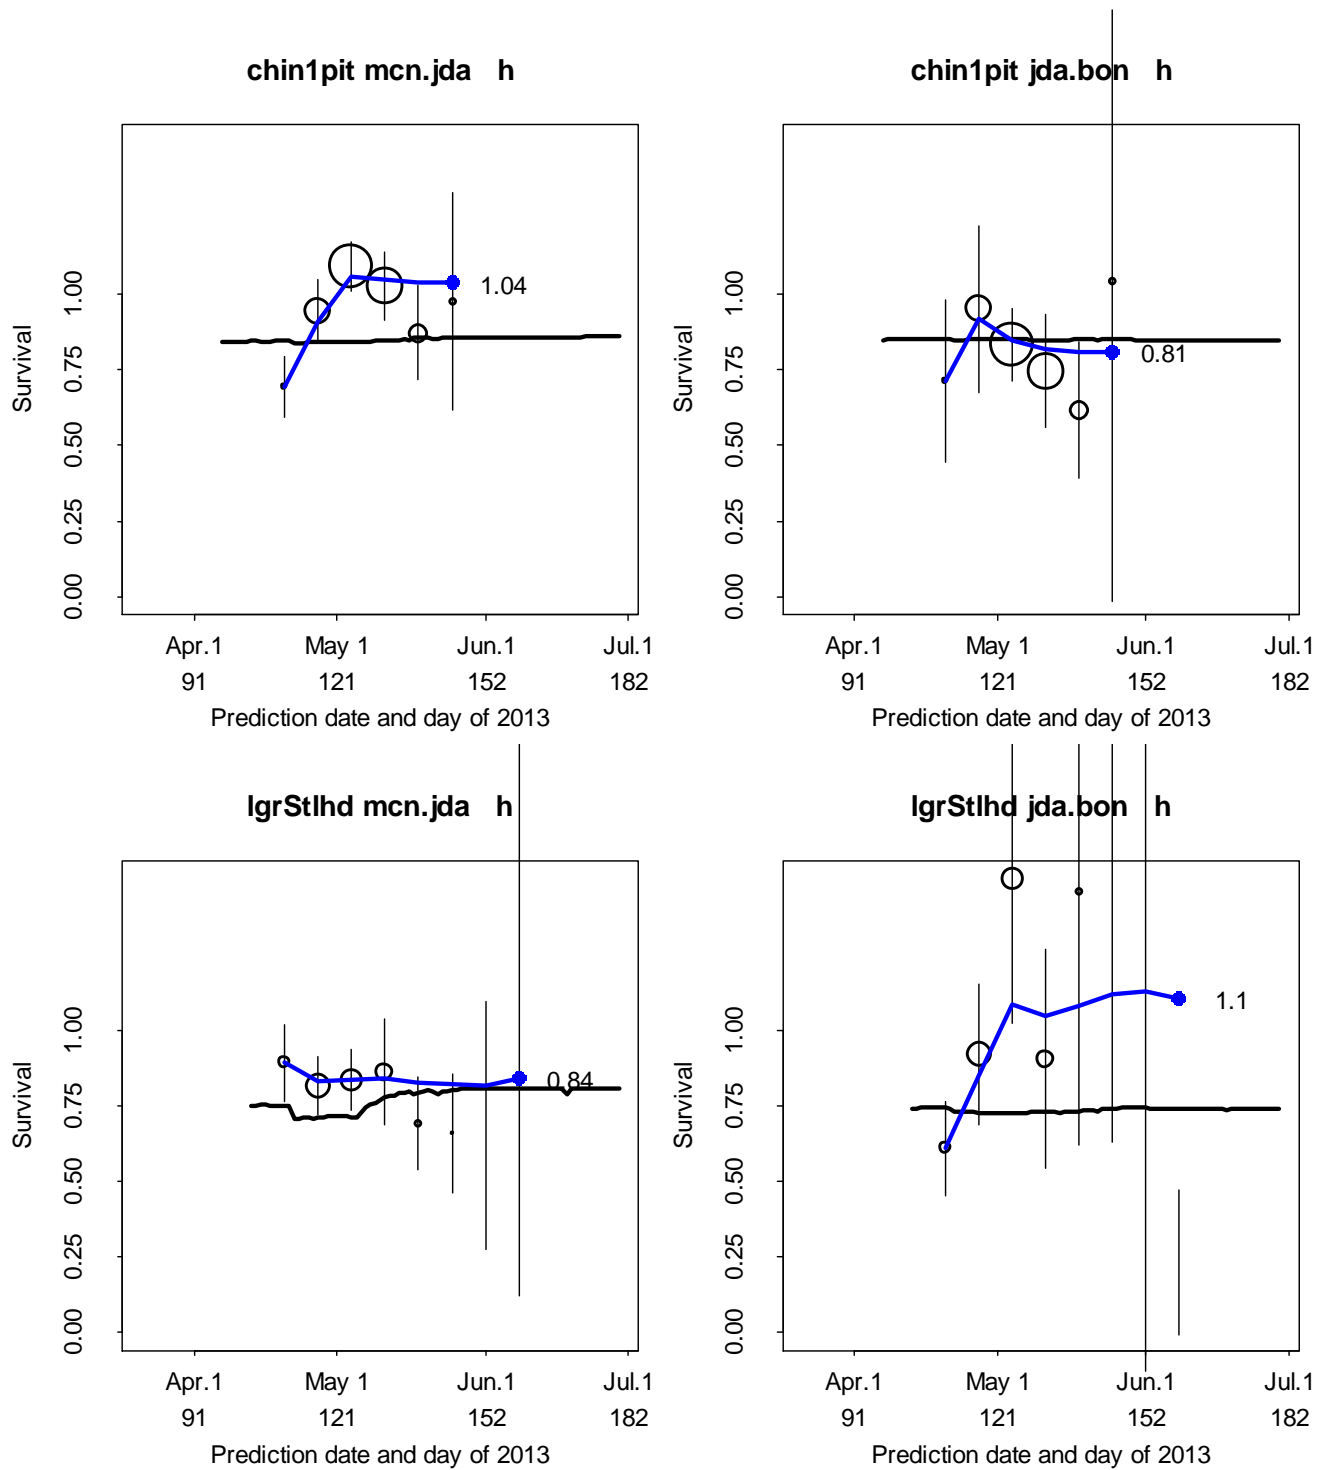 chin1pit mcn.jda h
1.04
Survival
0.00 0.25 0.50 0.75 1.00
Apr.1 May 1 Jun.1 Jul.1
91 121 152 182
Prediction date and day of 2013
chin1pit jda.bon h
0.81
Survival
0.00 0.25 0.50 0.75 1.00
Apr.1 May 1 Jun.1 Jul.1
91 121 152 182
Prediction date and day of 2013
lgrStlhd mcn.jda h
0.84
Survival
0.00 0.25 0.50 0.75 1.00
Apr.1 May 1 Jun.1 Jul.1
91 121 152 182
Prediction date and day of 2013
lgrStlhd jda.bon h
1.1
Survival
0.00 0.25 0.50 0.75 1.00
Apr.1 May 1 Jun.1 Jul.1
91 121 152 182
Prediction date and day of 2013